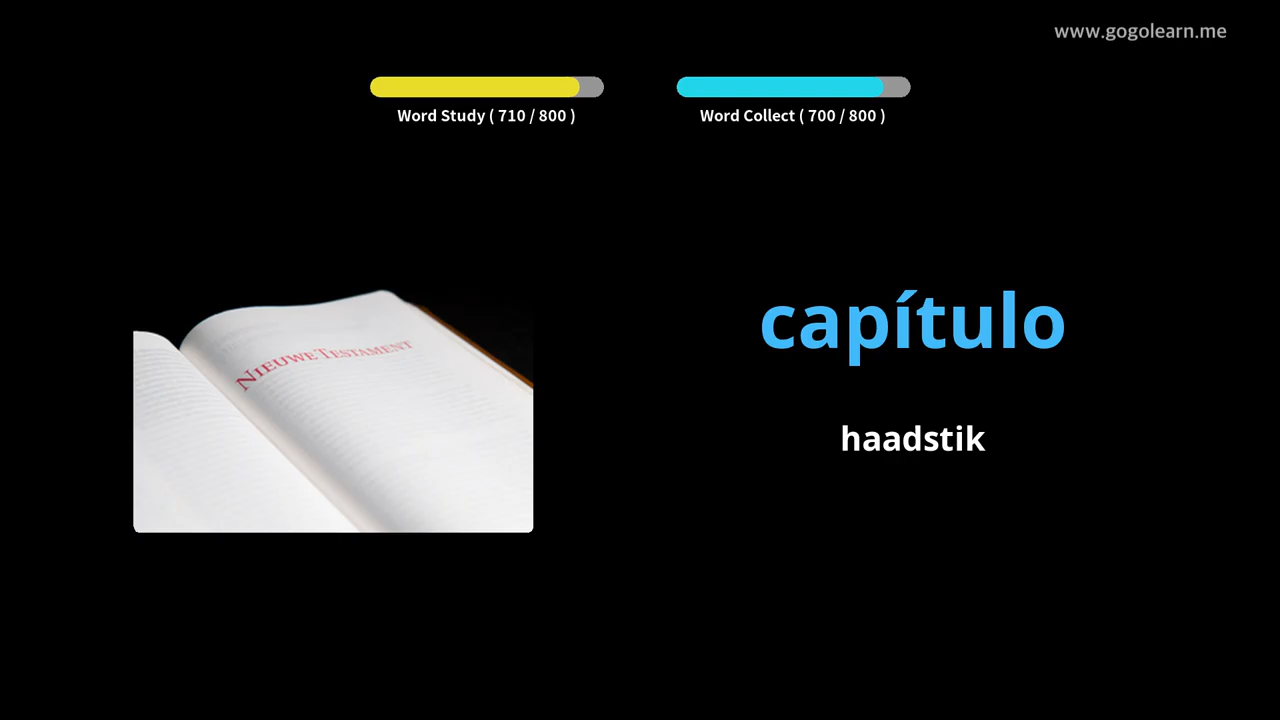 www.gogolearn.me
Word Study ( 710 / 800 )
Word Collect ( 700 / 800 )
capítulo
haadstik
NIEUWE TESTAMENT